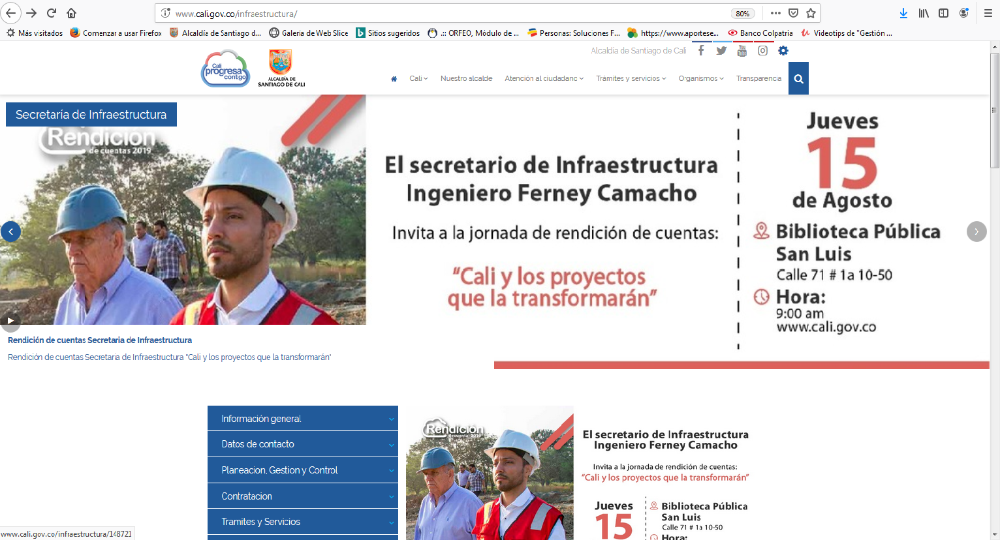 www.cali.gov.co/infraestructura/
80%
Más visitados
Comenzar a usar Firefox
Alcaldía de Santiago d...
Galería de Web Slice
Sitios sugeridos
.:: ORFEO, Módulo de ...
Personas: Soluciones F...
https://www.aportese...
Banco Colpatria
Videotips de "Gestión ...
Cali
progresa
contigo
ALCALDÍA DE
SANTIAGO DE CALI
Alcaldía de Santiago de Cali
You
Tube
Cali
Nuestro alcalde
Atención al ciudadano
Trámites y servicios
Organismos
Transparencia
Secretaría de Infraestructura
Rendición
de cuentas 2019
El secretario de Infraestructura
Ingeniero Ferney Camacho
Invita a la jornada de rendición de cuentas:
“Cali y los proyectos
que la transformarán”
Jueves
15
de Agosto
Biblioteca Pública
San Luis
Calle 71 # 1a 10-50
Hora:
9:00 am
www.cali.gov.co
Rendición de cuentas Secretaria de Infraestructura
Rendición de cuentas Secretaria de Infraestructura "Cali y los proyectos que la transformarán"
Información general
Datos de contacto
Planeacion, Gestion y Control
Contratacion
Tramites y Servicios
Rendición
de cuentas 2019
El secretario de Infraestructura
Ingeniero Ferney Camacho
Invita a la jornada de rendición de cuentas:
“Cali y los proyectos que la transformarán”
Jueves
15
Biblioteca Pública
San Luis
Calle 71 # 1a 10-50
Hora:
www.cali.gov.co/infraestructura/148721